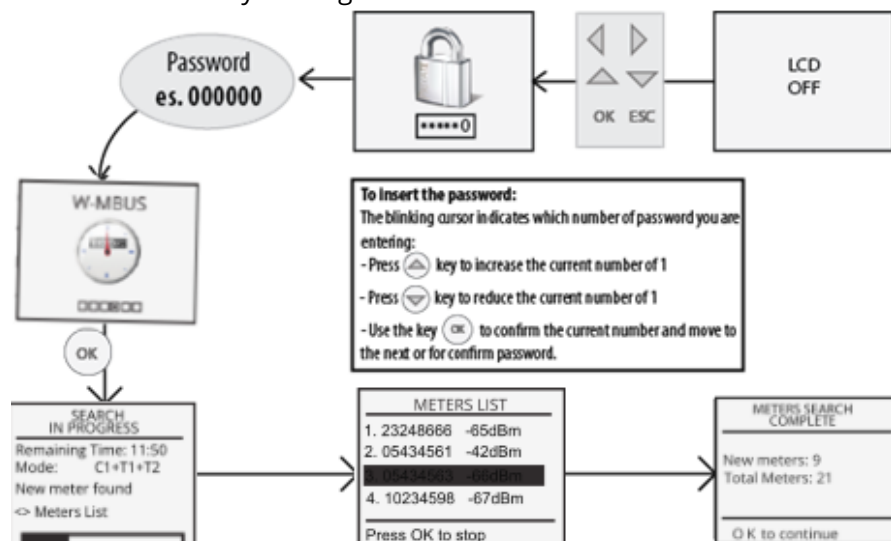 Password
es. 000000
•••••0
OK ESC
LCD
OFF
W-MBUS
OK
To insert the password:
The blinking cursor indicates which number of password you are
entering:
- Press key to increase the current number of 1
- Press key to reduce the current number of 1
- Use the key OK to confirm the current number and move to
the next or for confirm password.
SEARCH
IN PROGRESS
Remaining Time: 11:50
Mode: C1+T1+T2
New meter found
<> Meters List
METERS LIST
1. 23248666 -65dBm
2. 05434561 -42dBm
3. 05434563 -66dBm
4. 10234598 -67dBm
Press OK to stop
METERS SEARCH
COMPLETE
New meters: 9
Total Meters: 21
OK to continue